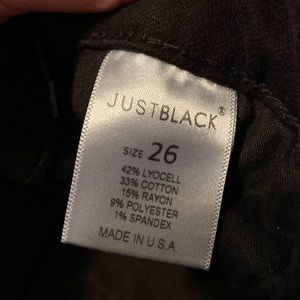 JUSTBLACK®
SIZE 26
42% LYOCELL
33% COTTON
15% RAYON
9% POLYESTER
1% SPANDEX
MADE IN U.S.A